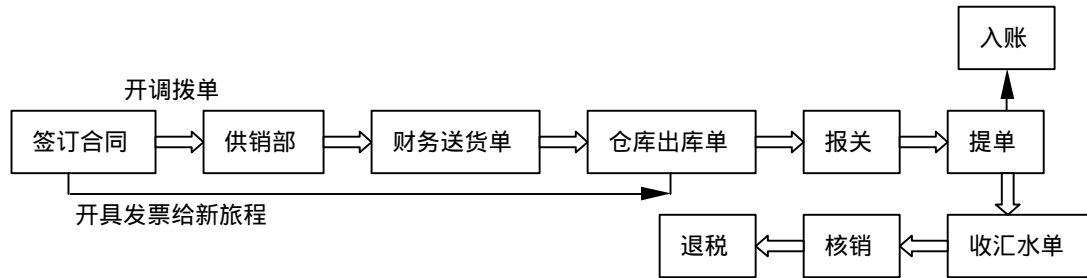 入账
开调拨单
签订合同
供销部
财务送货单
仓库出库单
报关
提单
开具发票给新旅程
退税
核销
收汇水单